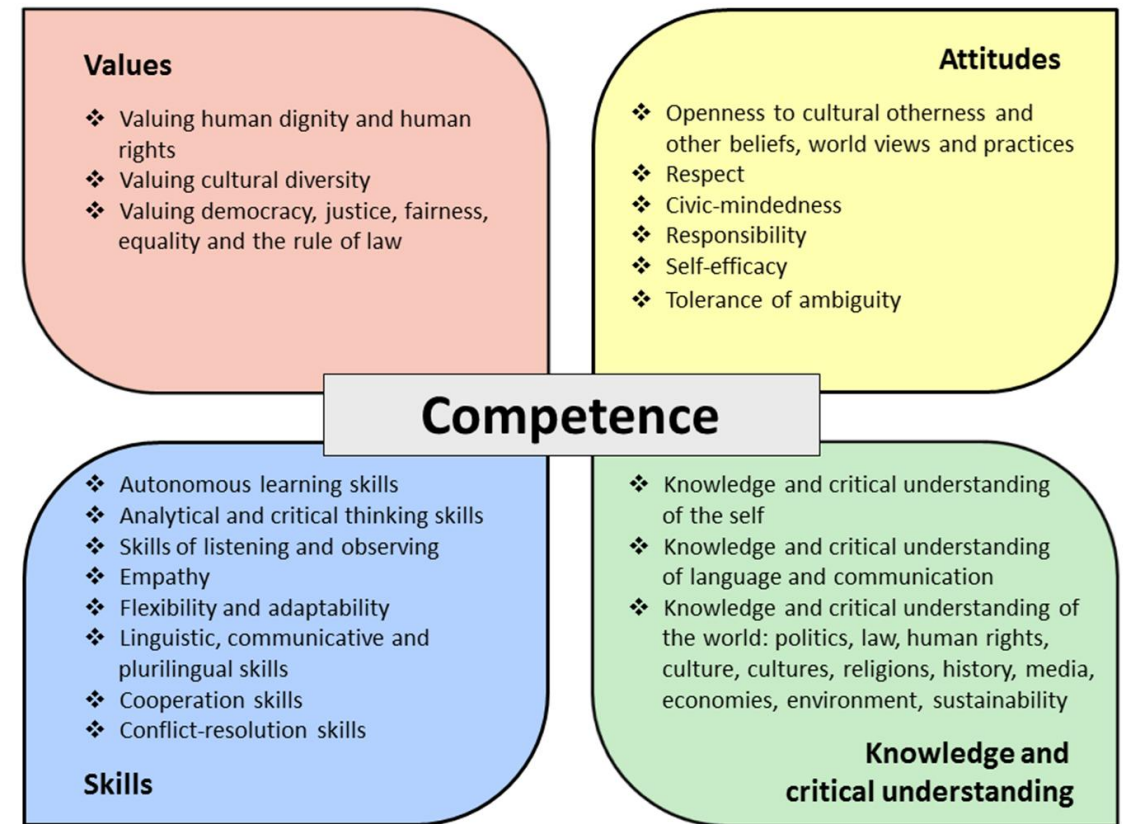 Values
❖ Valuing human dignity and human
rights
❖ Valuing cultural diversity
❖ Valuing democracy, justice, fairness,
equality and the rule of law
Attitudes
❖ Openness to cultural otherness and
other beliefs, world views and practices
❖ Respect
❖ Civic-mindedness
❖ Responsibility
❖ Self-efficacy
❖ Tolerance of ambiguity
Competence
❖ Autonomous learning skills
❖ Analytical and critical thinking skills
❖ Skills of listening and observing
❖ Empathy
❖ Flexibility and adaptability
❖ Linguistic, communicative and
plurilingual skills
❖ Cooperation skills
❖ Conflict-resolution skills
Skills
❖ Knowledge and critical understanding
of the self
❖ Knowledge and critical understanding
of language and communication
❖ Knowledge and critical understanding of
the world: politics, law, human rights,
culture, cultures, religions, history, media,
economies, environment, sustainability
Knowledge and
critical understanding